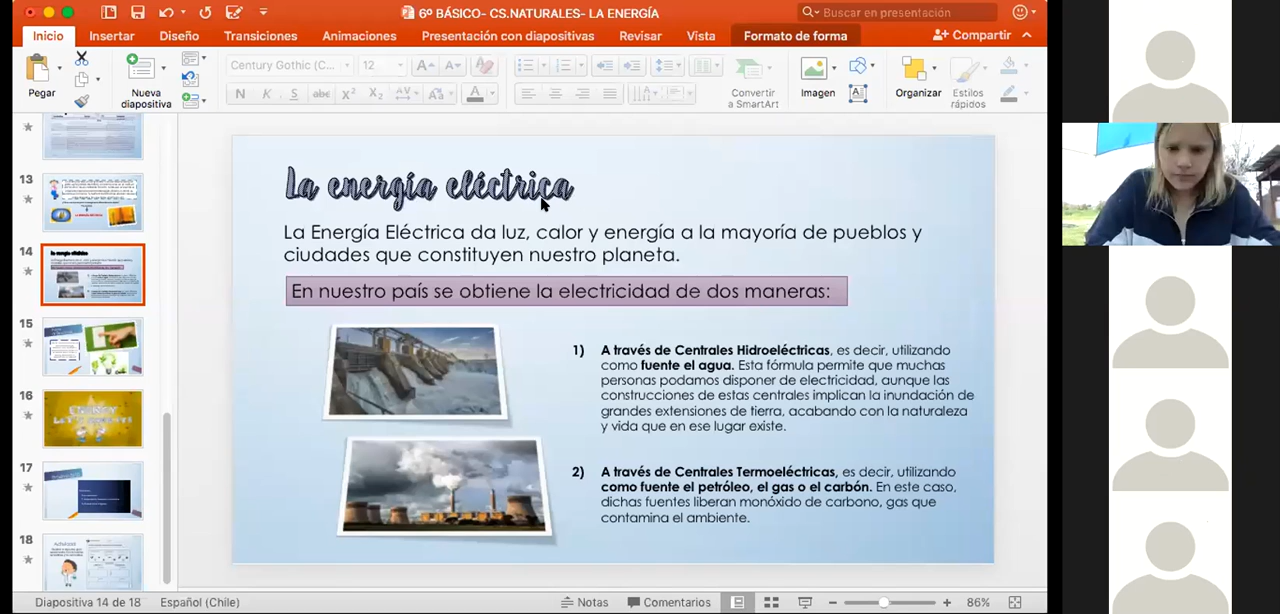 6º BÁSICO- CS.NATURALES- LA ENERGÍA
Buscar en presentación
Inicio Insertar Diseño Transiciones Animaciones Presentación con diapositivas Revisar Vista Formato de forma Compartir
Pegar
Nueva
diapositiva
Century Gothic (C... 12
N K S abc X² X₂
Convertir
a SmartArt
Imagen
Organizar
Estilos
rápidos
13
14
15
16
17
18
La energía eléctrica
La Energía Eléctrica da luz, calor y energía a la mayoría de pueblos y
ciudades que constituyen nuestro planeta.
En nuestro país se obtiene la electricidad de dos maneras:
1) A través de Centrales Hidroeléctricas, es decir, utilizando
como fuente el agua. Esta fórmula permite que muchas
personas podamos disponer de electricidad, aunque las
construcciones de estas centrales implican la inundación de
grandes extensiones de tierra, acabando con la naturaleza
y vida que en ese lugar existe.
2) A través de Centrales Termoeléctricas, es decir, utilizando
como fuente el petróleo, el gas o el carbón. En este caso,
dichas fuentes liberan monóxido de carbono, gas que
contamina el ambiente.
Diapositiva 14 de 18 Español (Chile) Notas Comentarios 86%